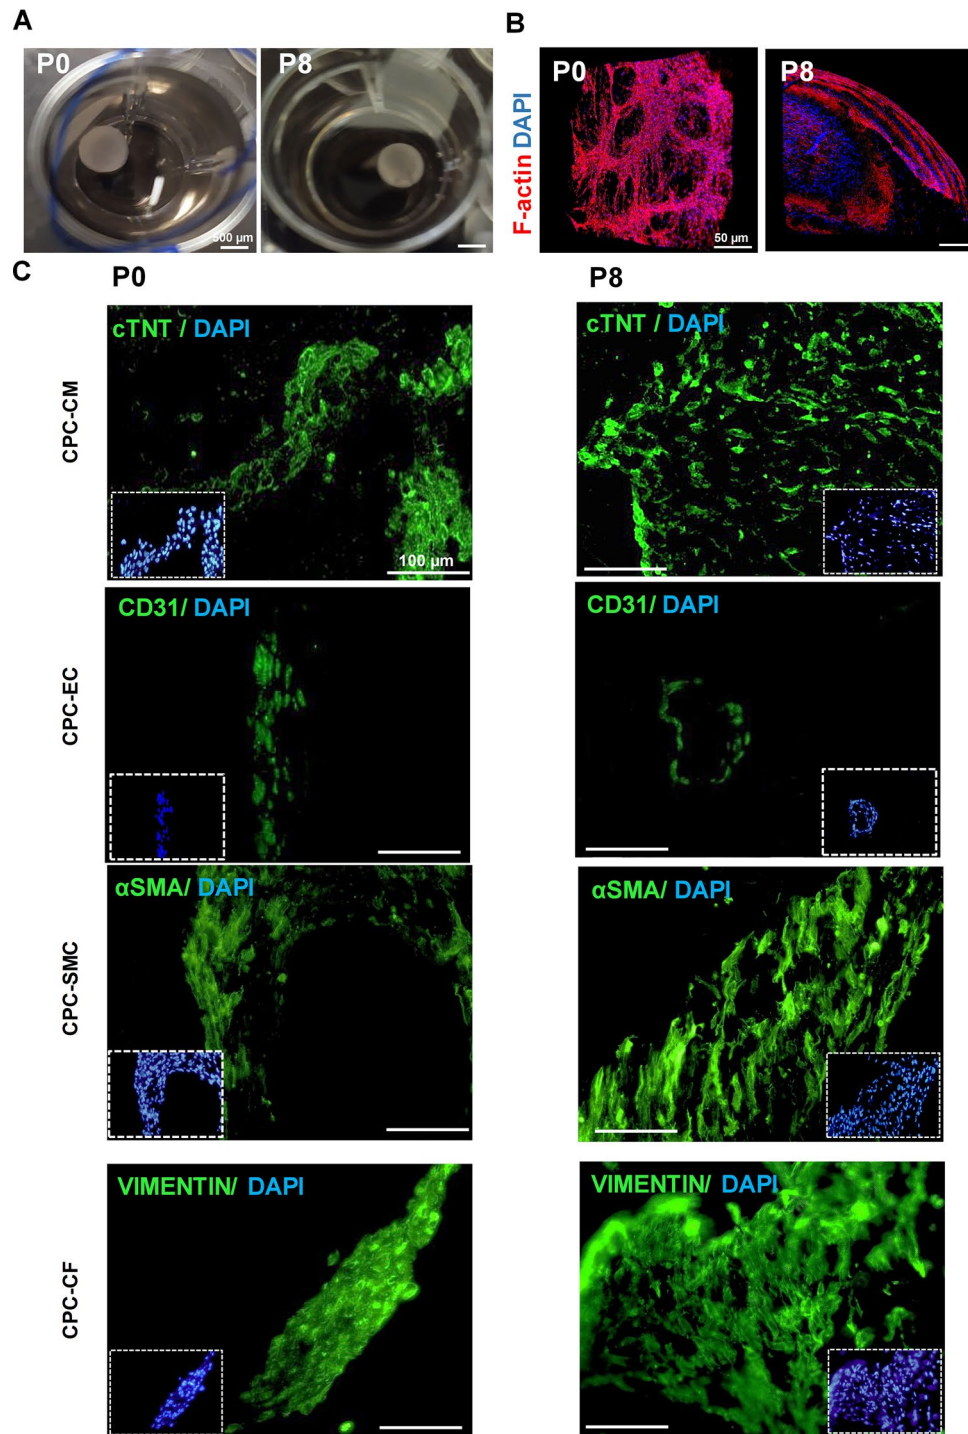 A
B
P0
P8
500 µm
F-actin DAPI
P0
P8
50 µm
C
P0
P8
CPC-CM
cTNT / DAPI
100 µm
cTNT / DAPI
CPC-EC
CD31/ DAPI
CD31/ DAPI
CPC-SMC
αSMA/ DAPI
αSMA/ DAPI
CPC-CF
VIMENTIN/ DAPI
VIMENTIN/ DAPI